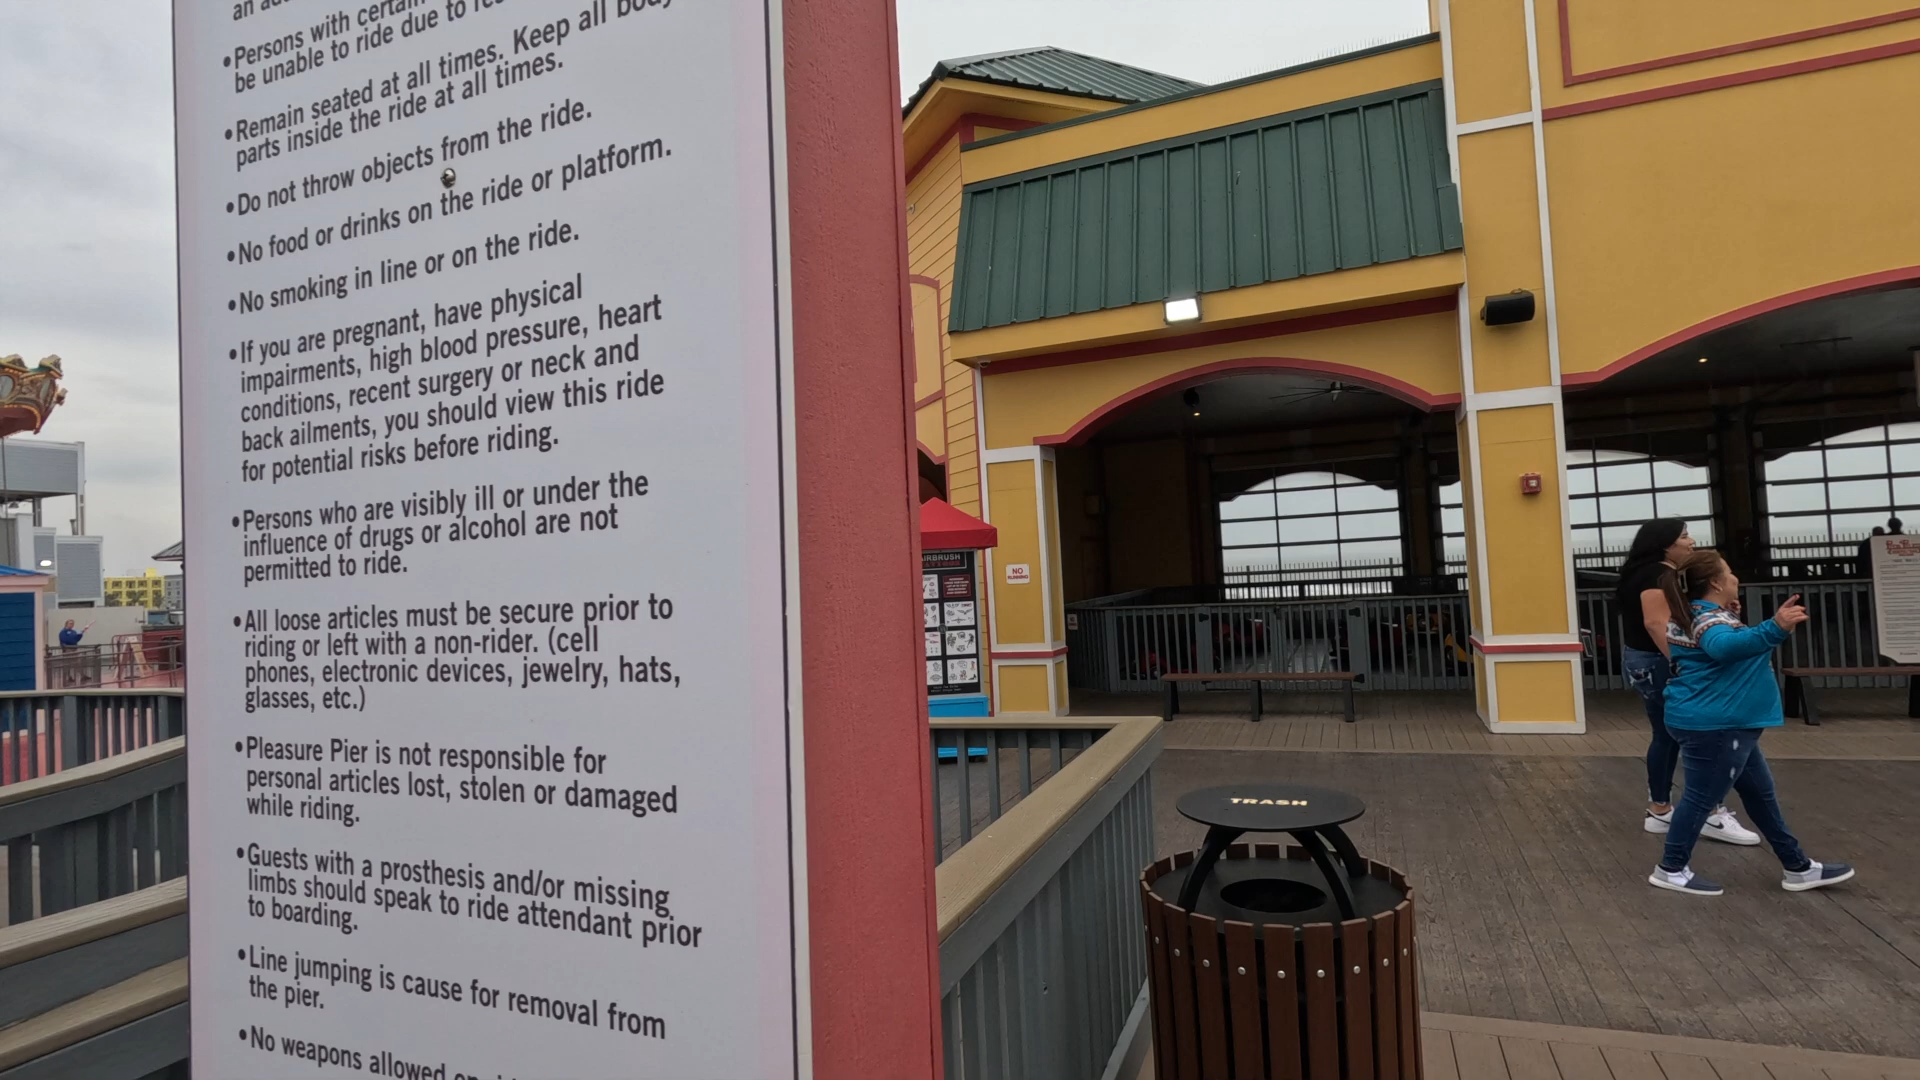 •Persons with certain
be unable to ride due to
•Remain seated at all times. Keep all body
parts inside the ride at all times.
•Do not throw objects from the ride.
•No food or drinks on the ride or platform.
•No smoking in line or on the ride.
•If you are pregnant, have physical
impairments, high blood pressure, heart
conditions, recent surgery or neck and
back ailments, you should view this ride
for potential risks before riding.
•Persons who are visibly ill or under the
influence of drugs or alcohol are not
permitted to ride.
•All loose articles must be secure prior to
riding or left with a non-rider. (cell
phones, electronic devices, jewelry, hats,
glasses, etc.)
•Pleasure Pier is not responsible for
personal articles lost, stolen or damaged
while riding.
•Guests with a prosthesis and/or missing
limbs should speak to ride attendant prior
to boarding.
•Line jumping is cause for removal from
the pier.
•No weapons allowed
AIRBRUSH
NO
RUNNING
TRASH